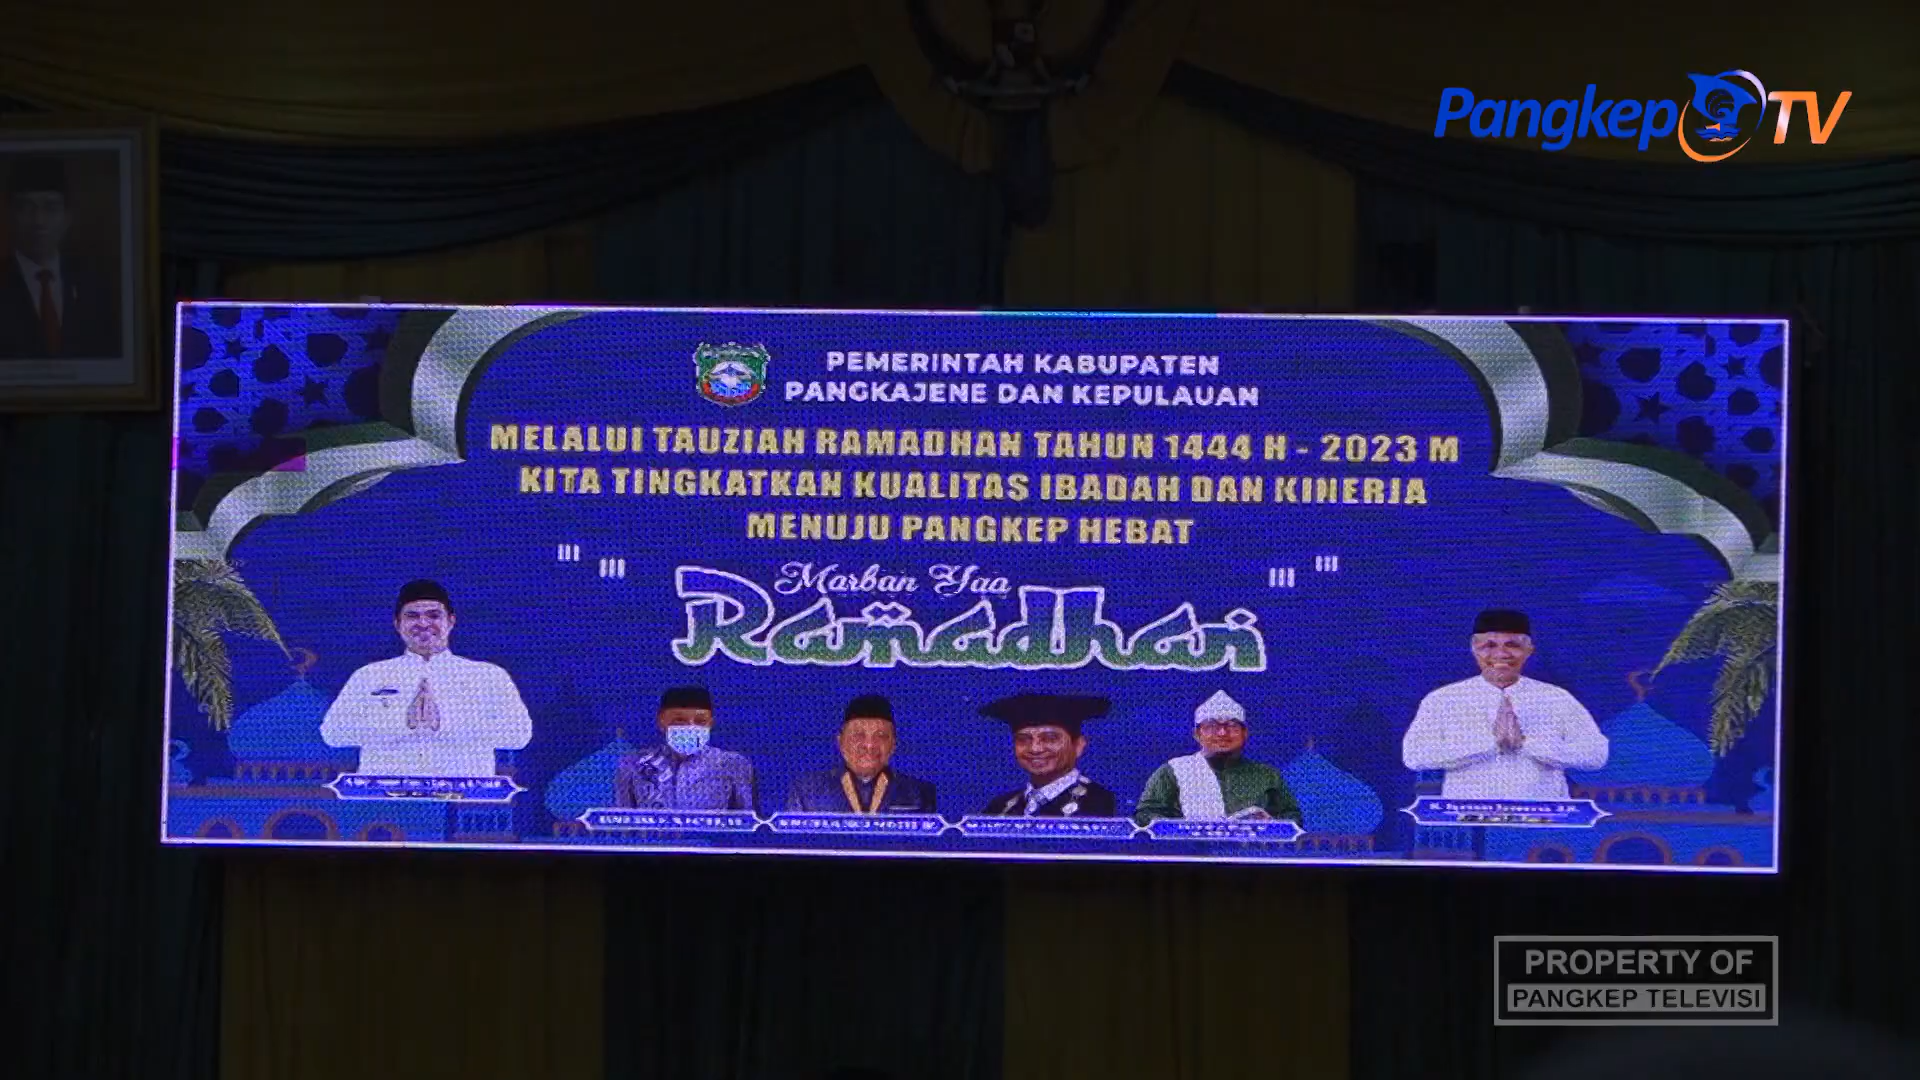 Pangkep TV
PEMERINTAH KABUPATEN
PANGKAJENE DAN KEPULAUAN
MELALUI TAUZIAH RAMADHAN TAHUN 1444 H - 2023 M
KITA TINGKATKAN KUALITAS IBADAH DAN KINERJA
MENUJU PANGKEP HEBAT
Marban Yaa
Ramadhan
PROPERTY OF
PANGKEP TELEVISI